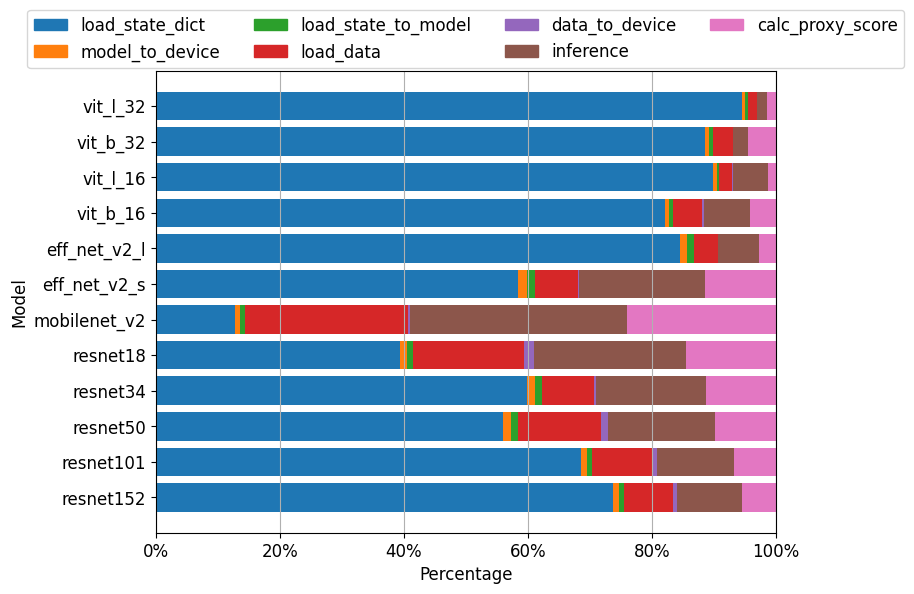 load_state_dict load_state_to_model data_to_device calc_proxy_score
model_to_device load_data inference
vit_l_32
vit_b_32
vit_l_16
vit_b_16
eff_net_v2_l
eff_net_v2_s
mobilenet_v2
resnet18
resnet34
resnet50
resnet101
resnet152
Model
0% 20% 40% 60% 80% 100%
Percentage